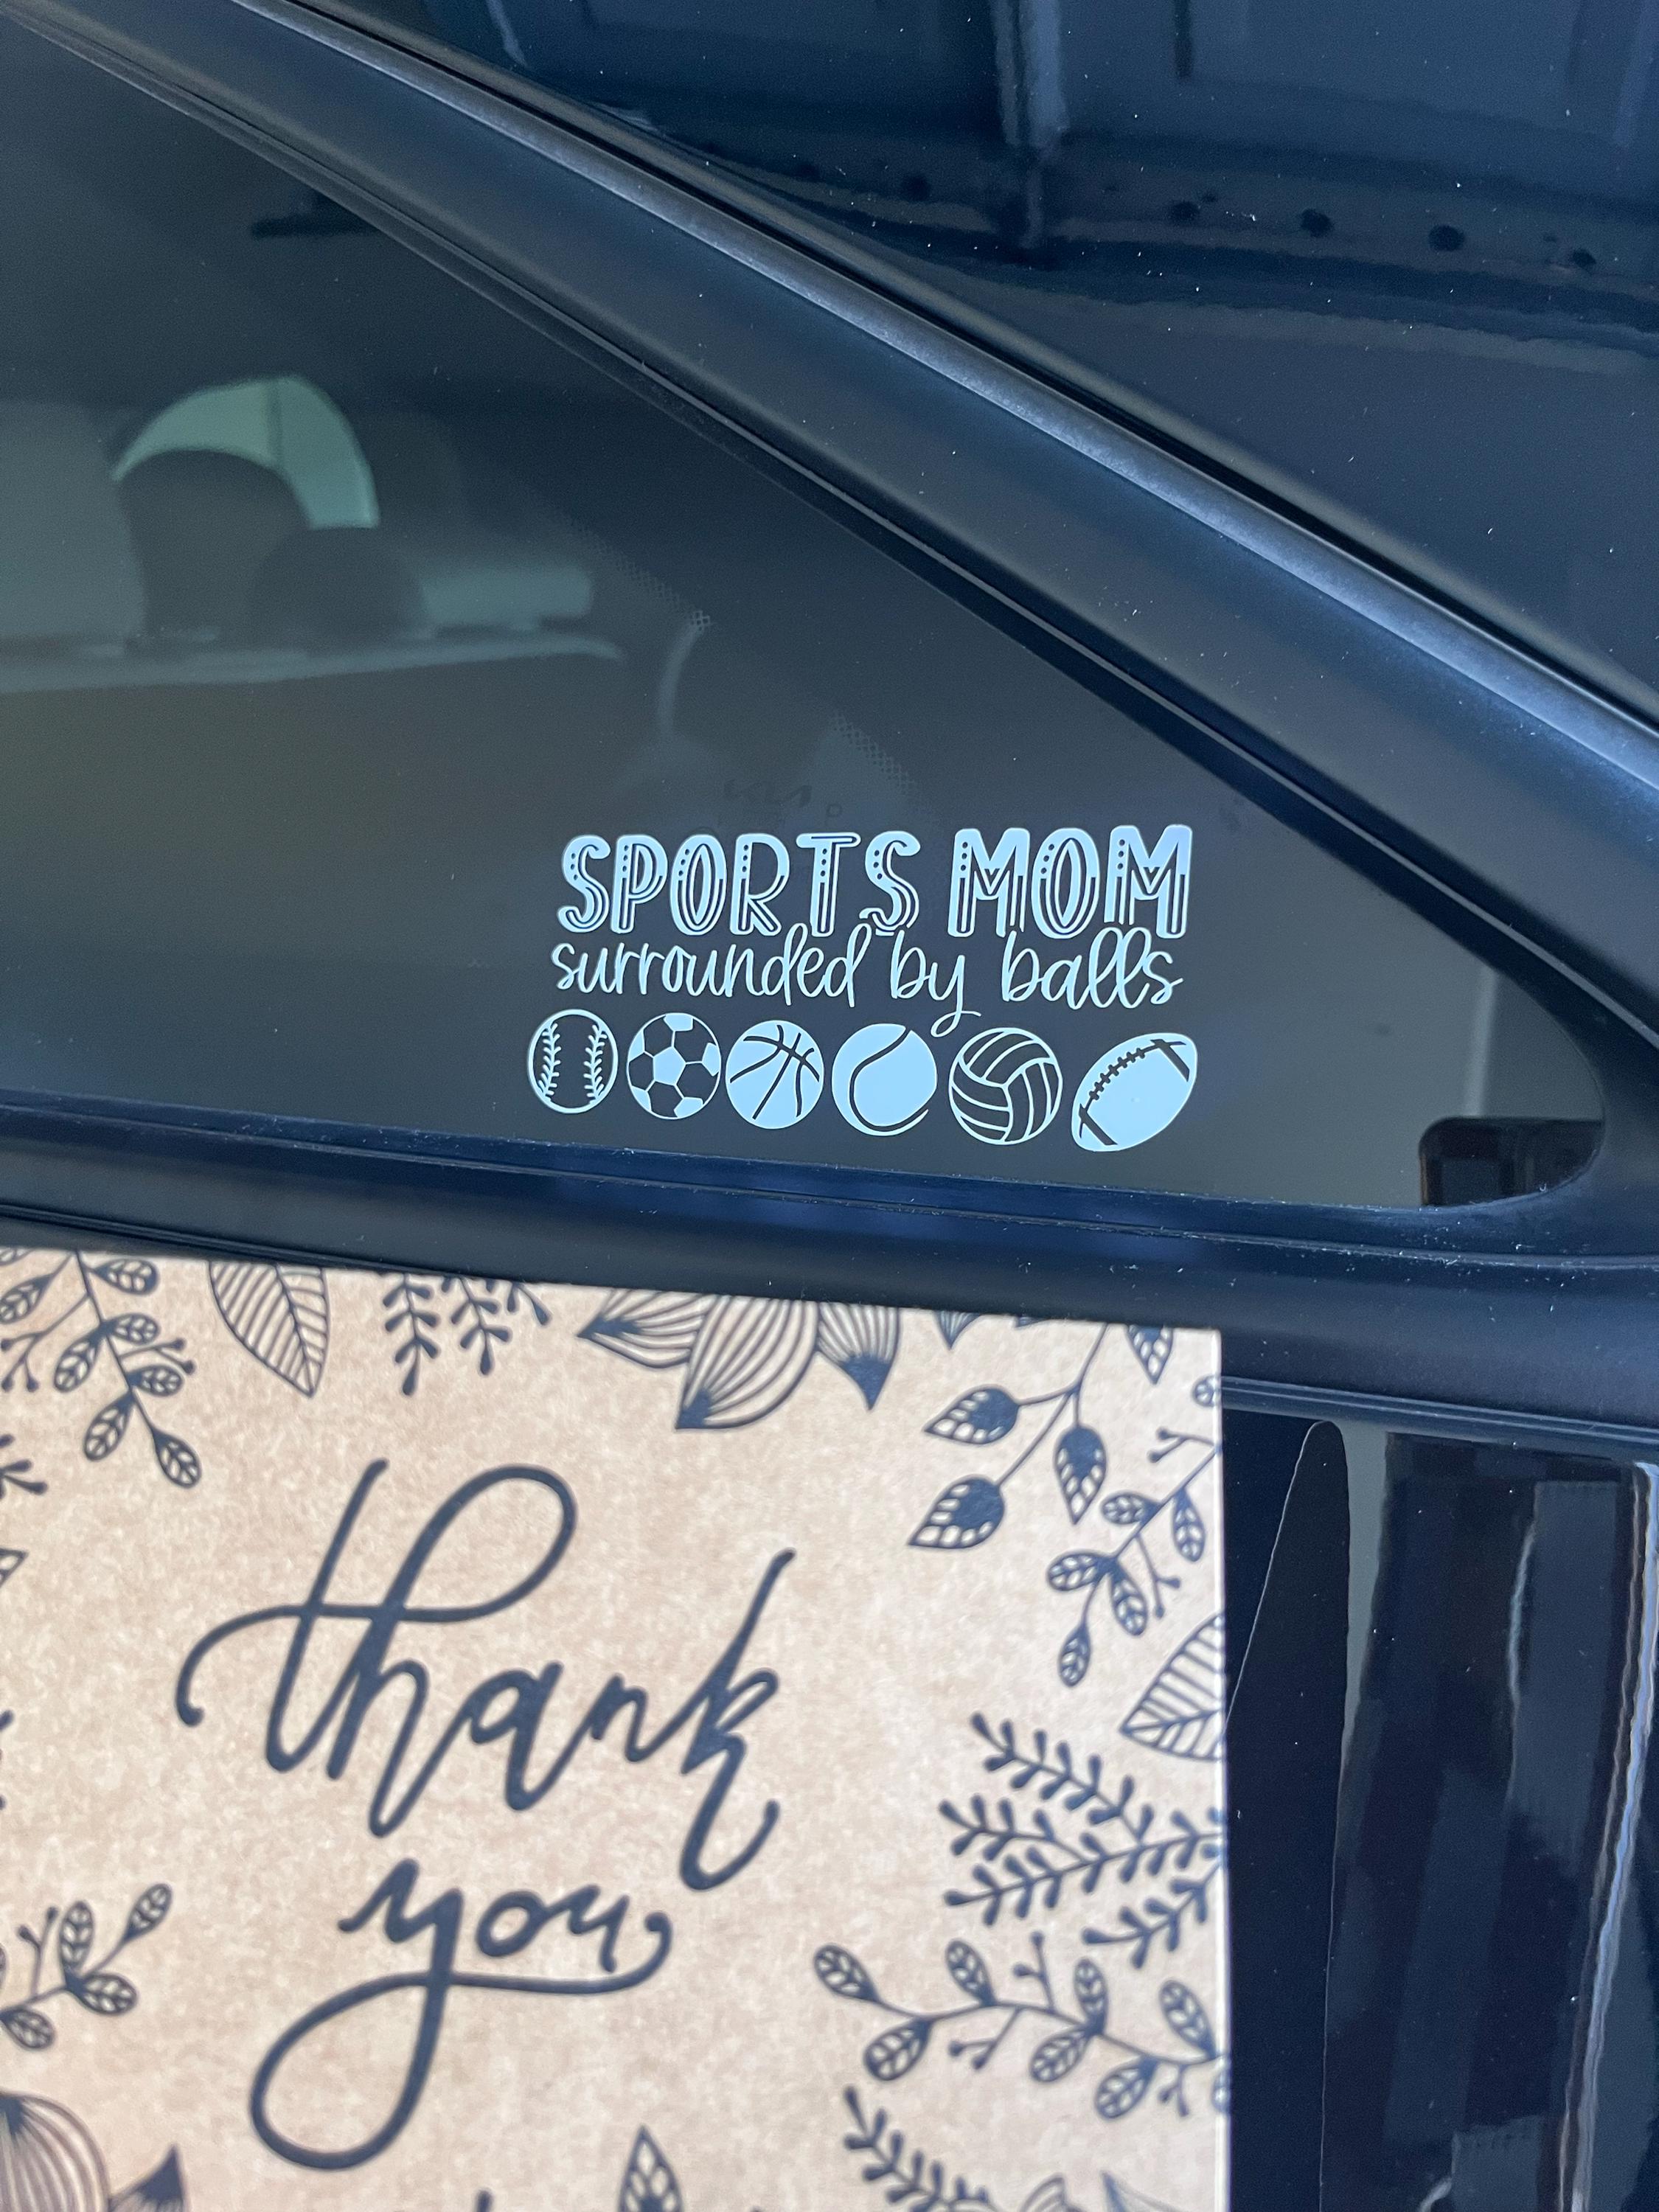 SPORTS MOM
surrounded by balls
thank
you